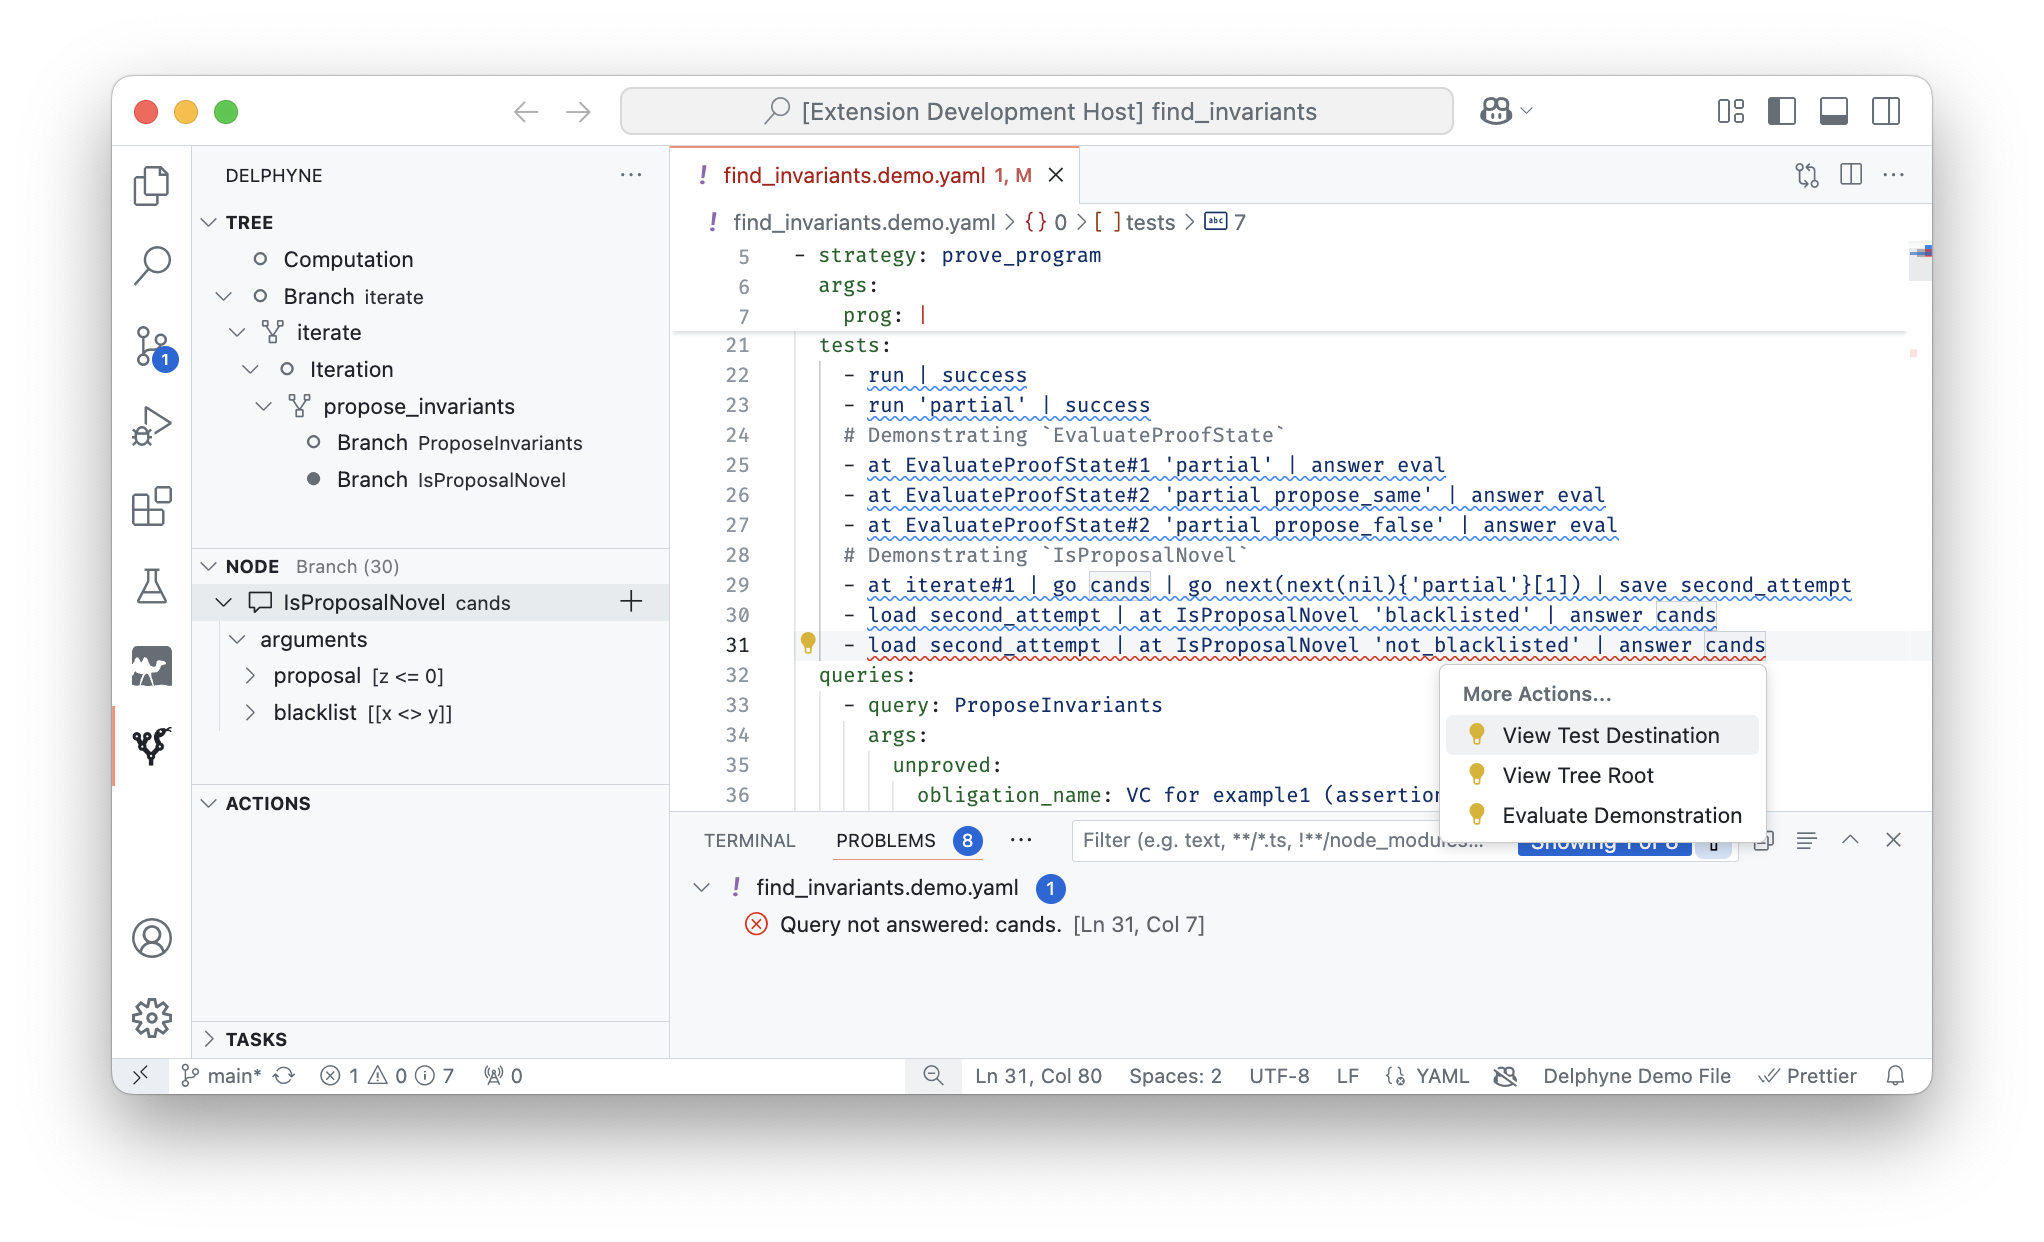 [Extension Development Host] find_invariants
DELPHYNE
TREE
Computation
Branch iterate
iterate
Iteration
propose_invariants
Branch ProposeInvariants
Branch IsProposalNovel
NODE Branch (30)
IsProposalNovel cands
arguments
proposal [z <= 0]
blacklist [[x <> y]]
ACTIONS
TASKS
1
! find_invariants.demo.yaml 1, M
! find_invariants.demo.yaml > {} 0 > [ ] tests > abc 7
5 - strategy: prove_program
6 args:
7 prog: |
21 tests:
22 - run | success
23 - run 'partial' | success
24 # Demonstrating `EvaluateProofState`
25 - at EvaluateProofState#1 'partial' | answer eval
26 - at EvaluateProofState#2 'partial propose_same' | answer eval
27 - at EvaluateProofState#2 'partial propose_false' | answer eval
28 # Demonstrating `IsProposalNovel`
29 - at iterate#1 | go cands | go next(next(nil){'partial'}[1]) | save second_attempt
30 - load second_attempt | at IsProposalNovel 'blacklisted' | answer cands
31 - load second_attempt | at IsProposalNovel 'not_blacklisted' | answer cands
32 queries:
33 - query: ProposeInvariants
34 args:
35 unproved:
36 obligation_name: VC for example1 (assertion
More Actions...
View Test Destination
View Tree Root
Evaluate Demonstration
TERMINAL PROBLEMS 8 ... Filter (e.g. text, **/*.ts, !**/node_modules... Showing 1 of 8
! find_invariants.demo.yaml 1
Query not answered: cands. [Ln 31, Col 7]
main* 1 0 7 0 Ln 31, Col 80 Spaces: 2 UTF-8 LF YAML Delphyne Demo File Prettier